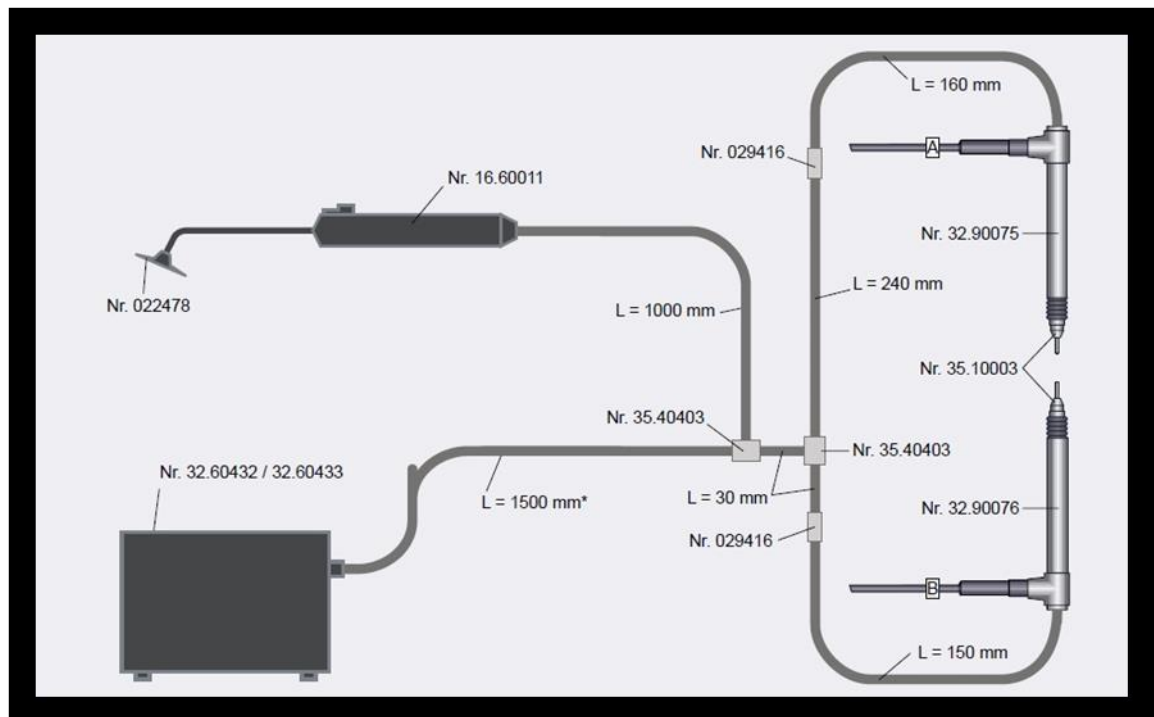 L = 160 mm
Nr. 029416
A
Nr. 16.60011
Nr. 32.90075
Nr. 022478
L = 240 mm
L = 1000 mm
Nr. 35.10003
Nr. 35.40403
Nr. 32.60432 / 32.60433
Nr. 35.40403
L = 1500 mm*
L = 30 mm
Nr. 32.90076
Nr. 029416
B
L = 150 mm